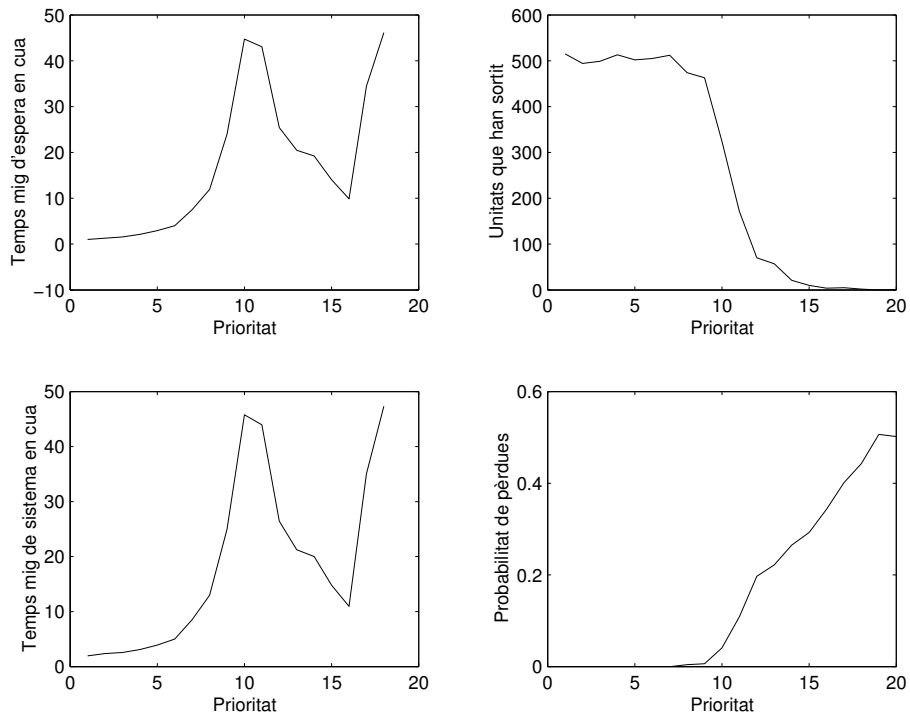 50
40
30
20
10
0
−10
0 5 10 15 20
Temps mig d'espera en cua
Prioritat
600
500
400
300
200
100
0
0 5 10 15 20
Unitats que han sortit
Prioritat
50
40
30
20
10
0
0 5 10 15 20
Temps mig de sistema en cua
Prioritat
0.6
0.4
0.2
0
0 5 10 15 20
Probabilitat de pèrdues
Prioritat